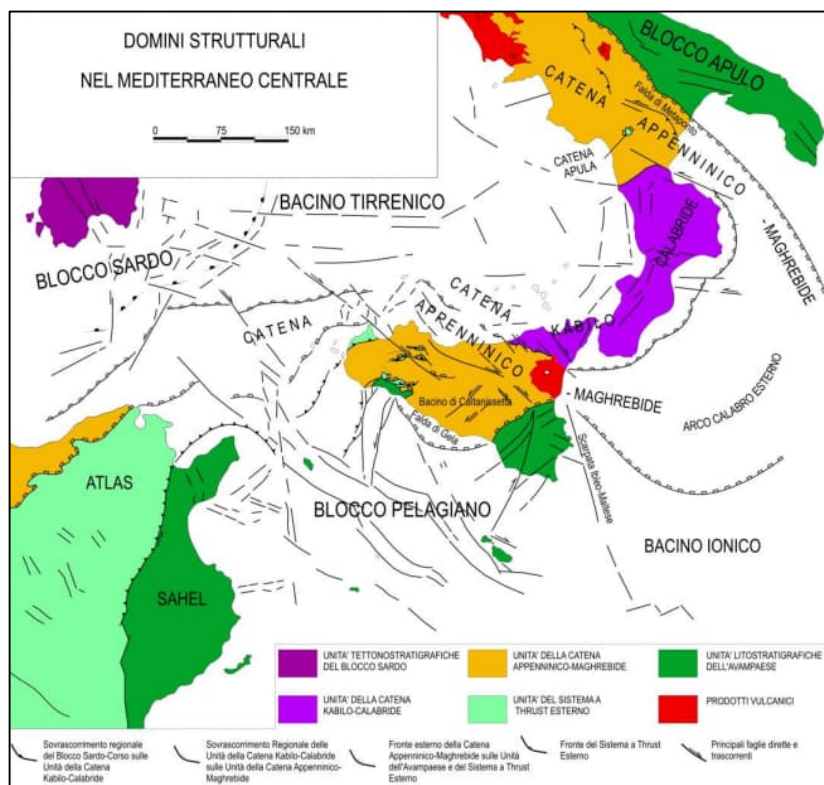 DOMINI STRUTTURALI
NEL MEDITERRANEO CENTRALE
0 75 150 km
BLOCCO APULO
CATENA
Falda di Metaponto
APPENNINICO
CATENA
APULA
BACINO TIRRENICO
BLOCCO SARDO
CALABRIDE
- MAGHREBIDE
CATENA
CATENA
APPENNINICO
KABILO
Bacino di Caltanissetta
- MAGHREBIDE
ARCO CALABRO ESTERNO
Falda di Gela
Scarpata Ibleo-Maltese
ATLAS
BLOCCO PELAGIANO
BACINO IONICO
SAHEL
UNITA' TETTONOSTRATIGRAFICHE
DEL BLOCCO SARDO
UNITA' DELLA CATENA
APPENNINICO-MAGHREBIDE
UNITA' LITOSTRATIGRAFICHE
DELL'AVAMPAESE
UNITA' DELLA CATENA
KABILO-CALABRIDE
UNITA' DEL SISTEMA A
THRUST ESTERNO
PRODOTTI VULCANICI
Sovrascorrimento regionale
del Blocco Sardo-Corso sulle
Unità della Catena
Kabilo-Calabride
Sovrascorrimento Regionale delle
Unità della Catena Kabilo-Calabride
sulle Unità della Catena Appenninico-
Maghrebide
Fronte esterno della Catena
Appenninico-Maghrebide sulle Unità
dell'Avampaese e del Sistema a Thrust
Esterno
Fronte del Sistema a Thrust
Esterno
Principali faglie dirette e
trascorrenti